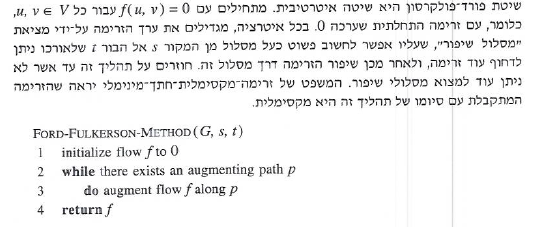 שיטת פורד־פולקרסון היא שיטה איטרטיבית. מתחילים עם f(u, v) = 0 עבור כל u, v ∈ V,
כלומר, עם זרימה התחלתית שערכה 0. בכל איטרציה, מגדילים את ערך הזרימה על־ידי מציאת
"מסלול שיפור", שעליו אפשר לחשוב פשוט כעל מסלול מן המקור s אל הבור t שלאורכו ניתן
לדחוף עוד זרימה, ולאחר מכן שיפור הזרימה דרך מסלול זה. חוזרים על תהליך זה עד אשר לא
ניתן עוד למצוא מסלולי שיפור. המשפט של זרימה־מקסימלית־חתך־מינימלי יראה שהזרימה
המתקבלת עם סיומו של תהליך זה היא מקסימלית.
FORD-FULKERSON-METHOD (G, s, t)
1 initialize flow f to 0
2 while there exists an augmenting path p
3 do augment flow f along p
4 return f